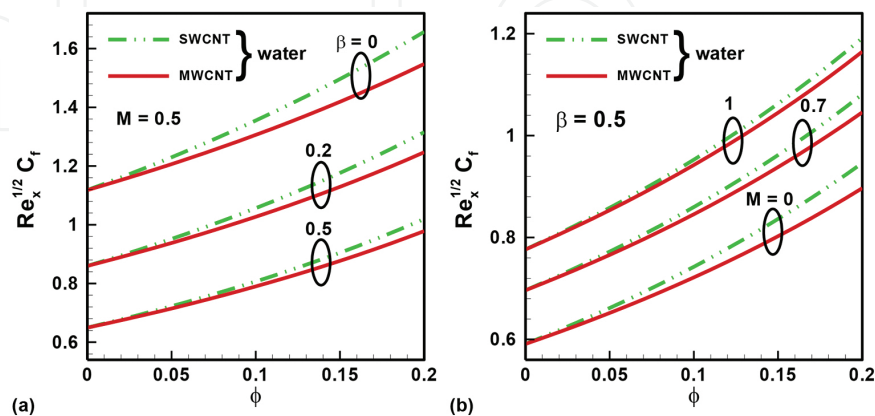 SWCNT
MWCNT
} water
β = 0
M = 0.5
0.2
0.5
Re_x^{1/2} C_f
1.6
1.4
1.2
1
0.8
0.6
0
0.05
0.1
0.15
0.2
ϕ
(a)
SWCNT
MWCNT
} water
β = 0.5
1
0.7
M = 0
Re_x^{1/2} C_f
1.2
1
0.8
0.6
0
0.05
0.1
0.15
0.2
ϕ
(b)